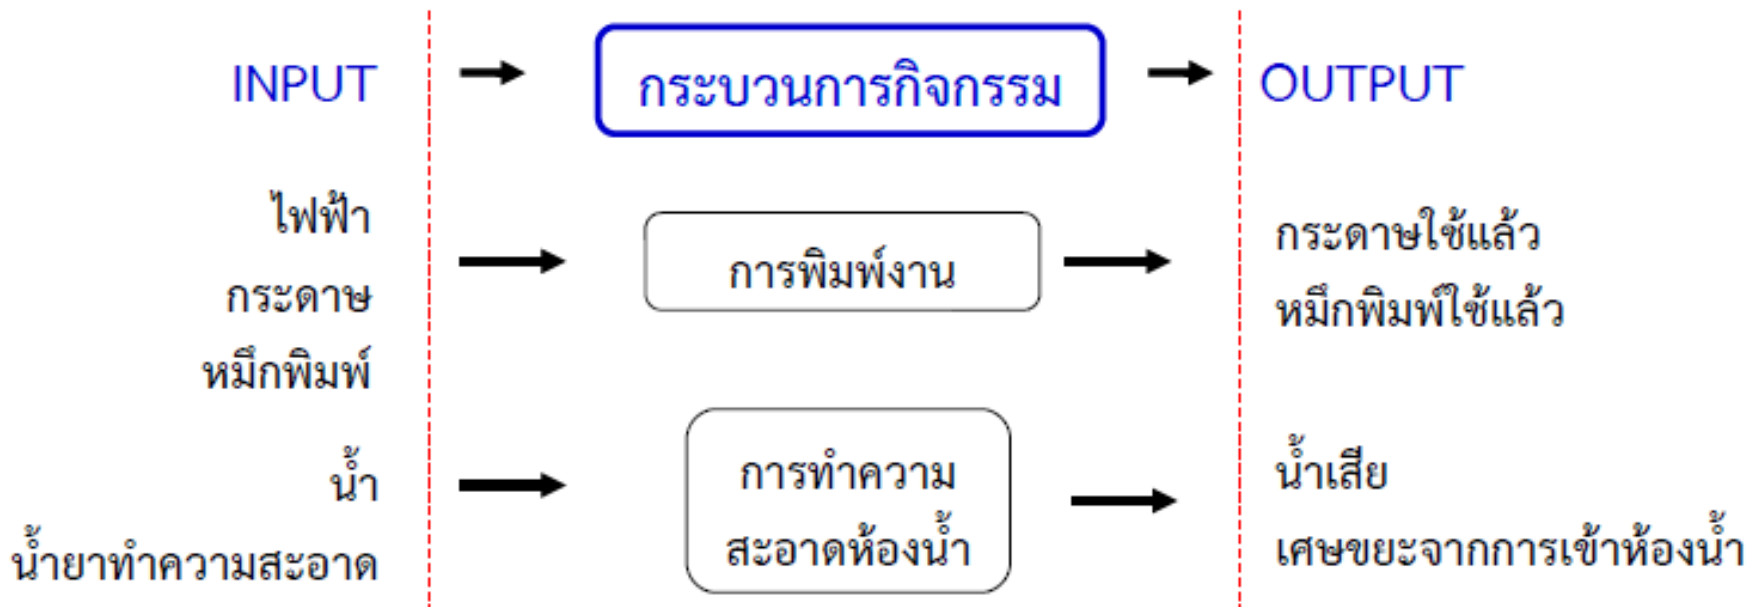 INPUT
กระบวนการกิจกรรม
OUTPUT
ไฟฟ้า
กระดาษ
หมึกพิมพ์
การพิมพ์งาน
กระดาษใช้แล้ว
หมึกพิมพ์ใช้แล้ว
น้ำ
น้ำยาทำความสะอาด
การทำความ
สะอาดห้องน้ำ
น้ำเสีย
เศษขยะจากการเข้าห้องน้ำ